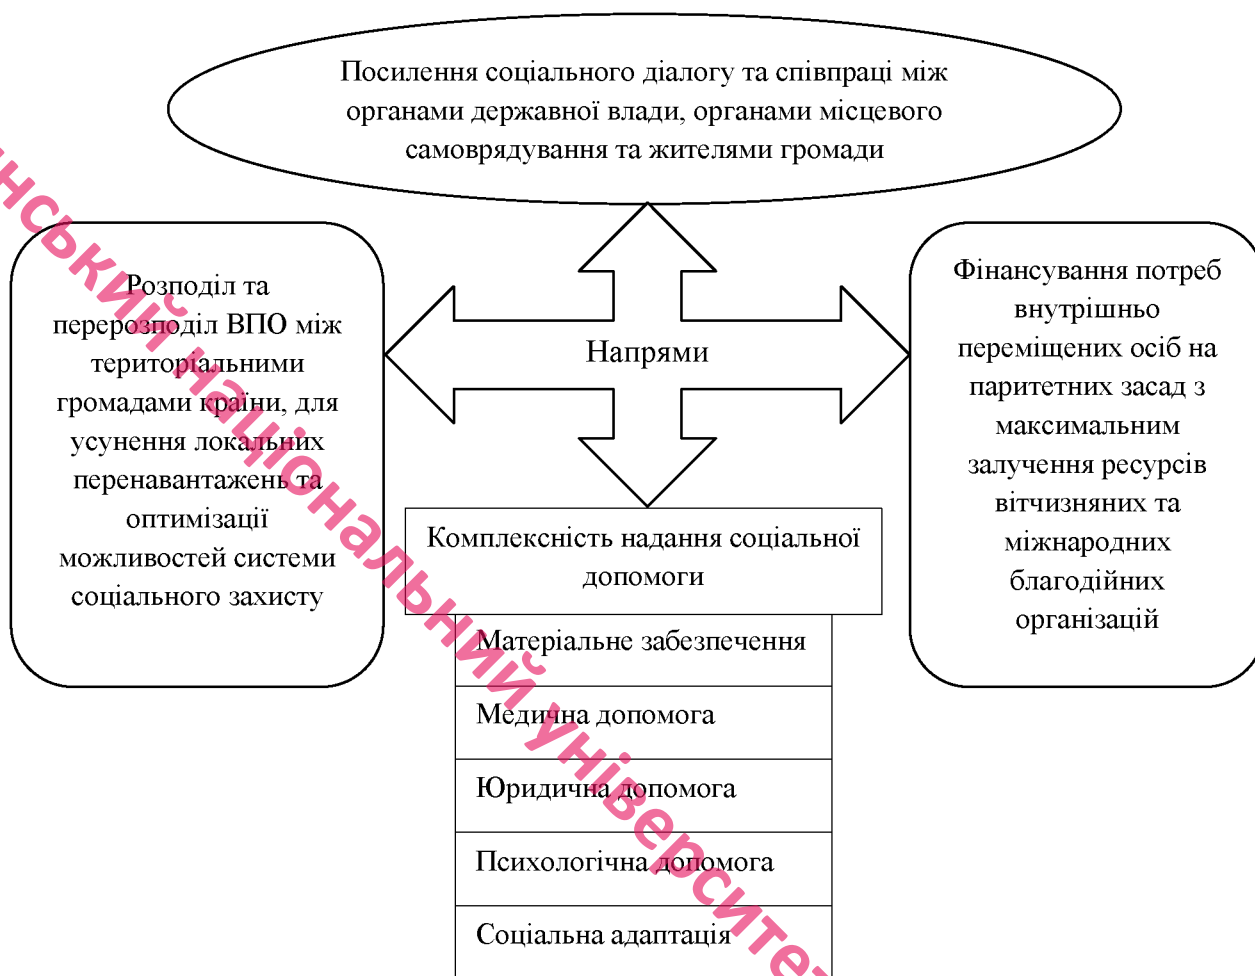 Посилення соціального діалогу та співпраці між
органами державної влади, органами місцевого
самоврядування та жителями громади
Розподіл та
перерозподіл ВПО між
територіальними
громадами країни, для
усунення локальних
перенавантажень та
оптимізації
можливостей системи
соціального захисту
Напрями
Фінансування потреб
внутрішньо
переміщених осіб на
паритетних засад з
максимальним
залучення ресурсів
вітчизняних та
міжнародних
благодійних
організацій
Комплексність надання соціальної
допомоги
Матеріальне забезпечення
Медична допомога
Юридична допомога
Психологічна допомога
Соціальна адаптація
національний університет